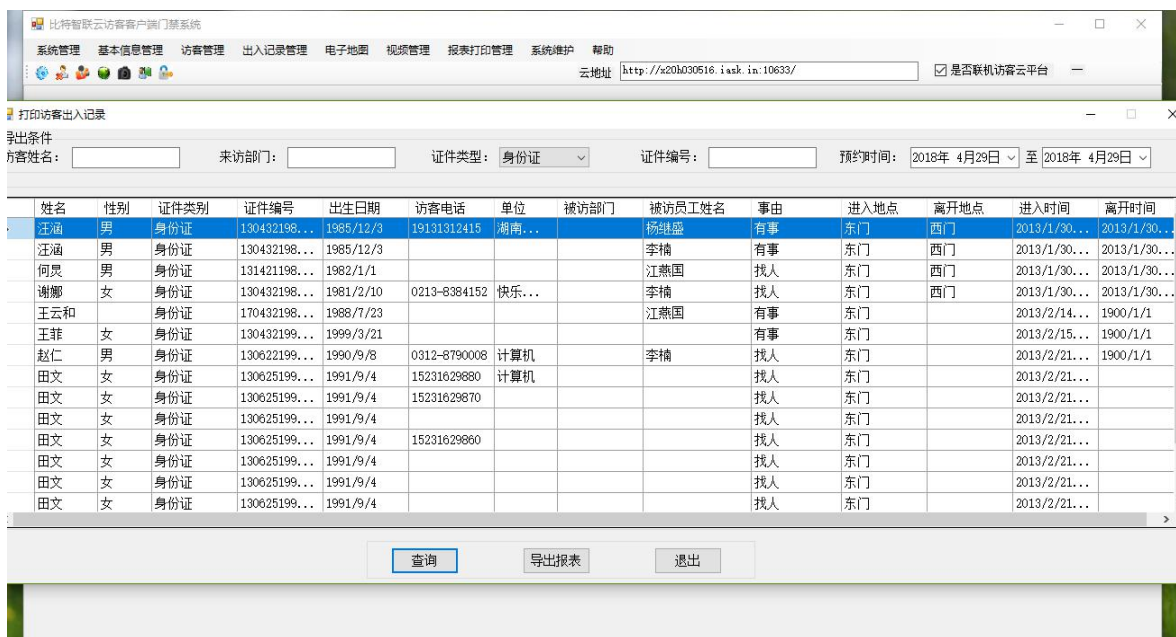 比特智联云访客客户端门禁系统
系统管理 基本信息管理 访客管理 出入记录管理 电子地图 视频管理 报表打印管理 系统维护 帮助
云地址 http://x20h030516.iask.in:10633/ 是否联机访客云平台
打印访客出入记录
导出条件
访客姓名： 来访部门： 证件类型： 身份证 证件编号： 预约时间： 2018年 4月29日 至 2018年 4月29日
姓名 性别 证件类别 证件编号 出生日期 访客电话 单位 被访部门 被访员工姓名 事由 进入地点 离开地点 进入时间 离开时间
汪涵 男 身份证 130432198... 1985/12/3 19131312415 湖南... 杨继盛 有事 东门 西门 2013/1/30... 2013/1/30...
汪涵 男 身份证 130432198... 1985/12/3 李楠 有事 东门 西门 2013/1/30... 2013/1/30...
何炅 男 身份证 131421198... 1982/1/1 江燕国 找人 东门 西门 2013/1/30... 2013/1/30...
谢娜 女 身份证 130432198... 1981/2/10 0213-8384152 快乐... 李楠 找人 东门 西门 2013/1/30... 2013/1/30...
王云和 身份证 170432198... 1988/7/23 江燕国 有事 东门 2013/2/14... 1900/1/1
王菲 女 身份证 130432199... 1999/3/21 有事 东门 2013/2/15... 1900/1/1
赵仁 男 身份证 130622199... 1990/9/8 0312-8790008 计算机 李楠 找人 东门 2013/2/21... 1900/1/1
田文 女 身份证 130625199... 1991/9/4 15231629880 计算机 找人 东门 2013/2/21...
田文 女 身份证 130625199... 1991/9/4 15231629870 找人 东门 2013/2/21...
田文 女 身份证 130625199... 1991/9/4 找人 东门 2013/2/21...
田文 女 身份证 130625199... 1991/9/4 15231629860 找人 东门 2013/2/21...
田文 女 身份证 130625199... 1991/9/4 找人 东门 2013/2/21...
田文 女 身份证 130625199... 1991/9/4 找人 东门 2013/2/21...
田文 女 身份证 130625199... 1991/9/4 找人 东门 2013/2/21...
查询 导出报表 退出